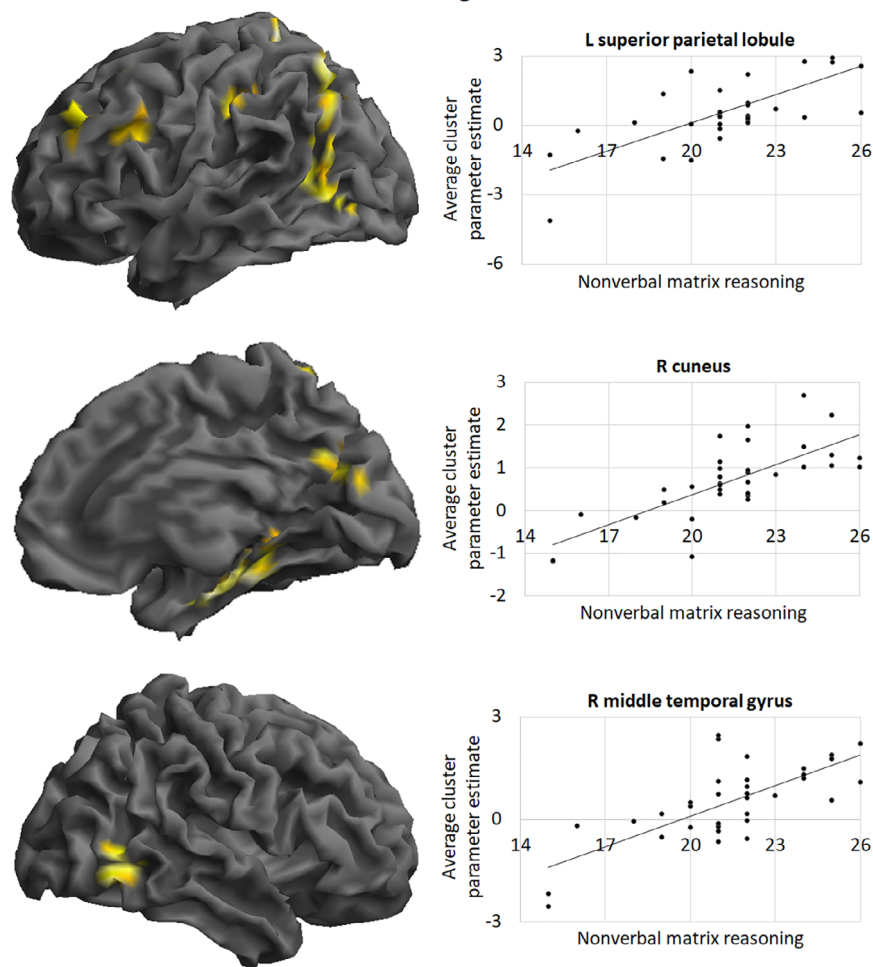 L superior parietal lobule
3
0
-3
-6
14
17
20
23
26
Average cluster
parameter estimate
Nonverbal matrix reasoning
R cuneus
3
2
1
0
-1
-2
14
17
20
23
26
Average cluster
parameter estimate
Nonverbal matrix reasoning
R middle temporal gyrus
3
0
-3
14
17
20
23
26
Average cluster
parameter estimate
Nonverbal matrix reasoning